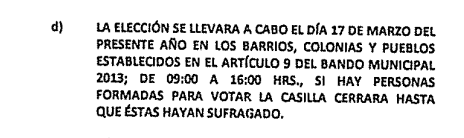 d) LA ELECCIÓN SE LLEVARA A CABO EL DÍA 17 DE MARZO DEL
PRESENTE AÑO EN LOS BARRIOS, COLONIAS Y PUEBLOS
ESTABLECIDOS EN EL ARTÍCULO 9 DEL BANDO MUNICIPAL
2013; DE 09:00 A 16:00 HRS., SI HAY PERSONAS
FORMADAS PARA VOTAR LA CASILLA CERRARA HASTA
QUE ÉSTAS HAYAN SUFRAGADO.